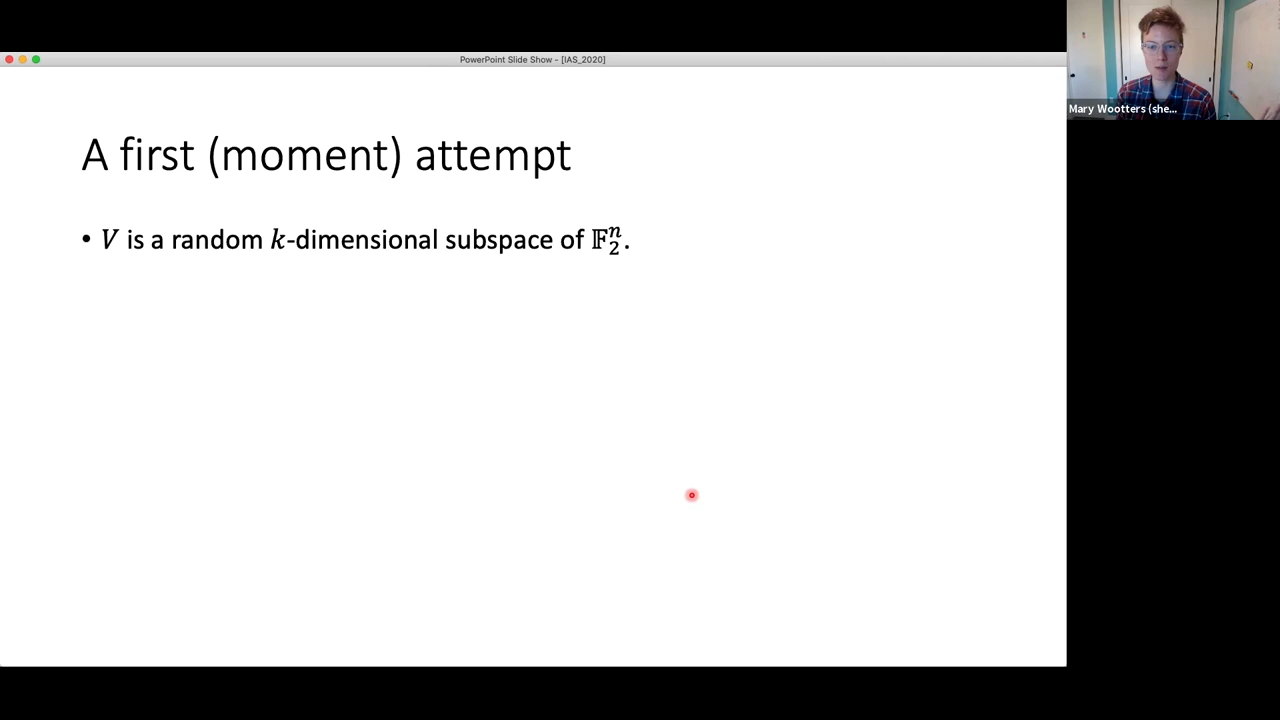 PowerPoint Slide Show - [IAS_2020]
Mary Wootters (she...
A first (moment) attempt
• V is a random k-dimensional subspace of 𝔽₂ⁿ.